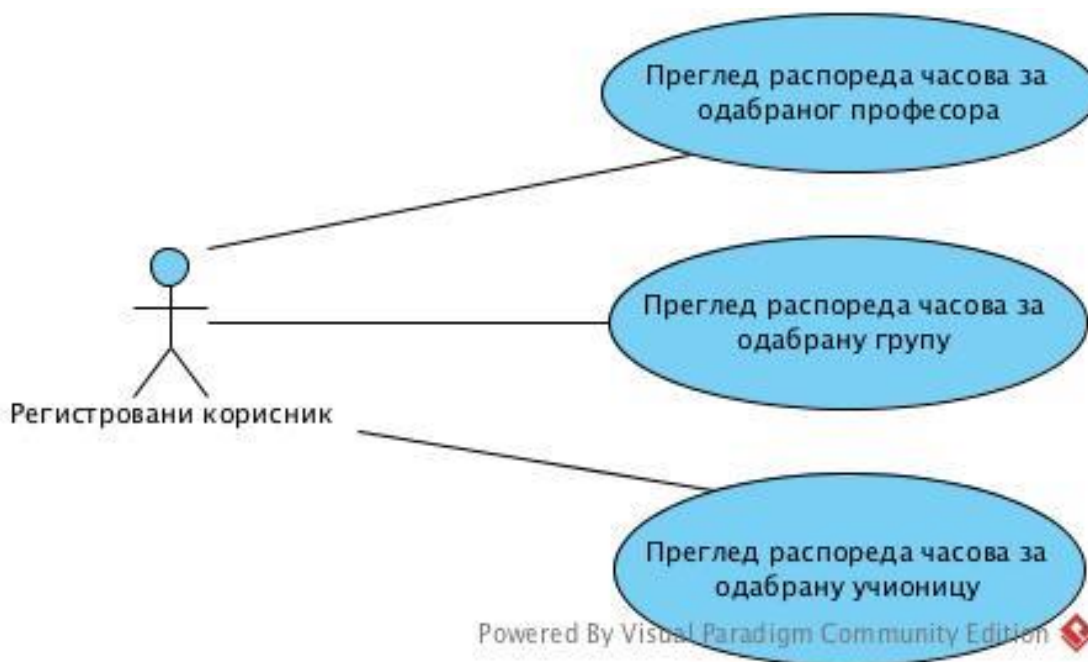 Преглед распореда часова за
одабраног професора
Преглед распореда часова за
одабрану групу
Регистровани корисник
Преглед распореда часова за
одабрану учионицу
Powered By Visual Paradigm Community Edition